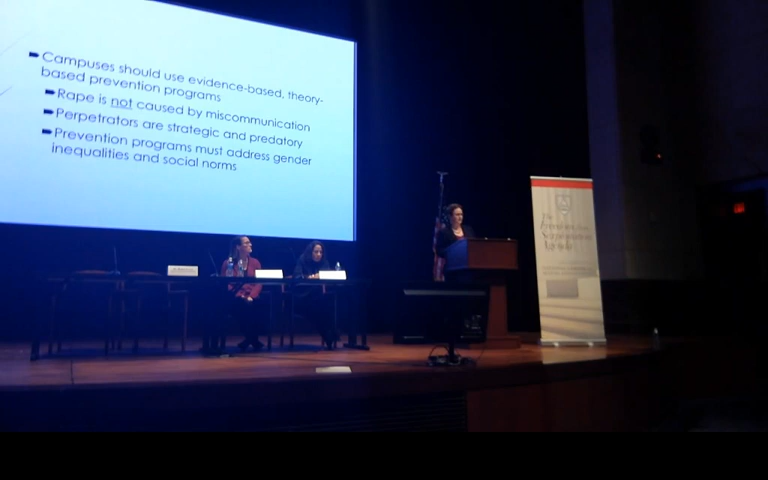 Campuses should use evidence-based, theory-
based prevention programs
Rape is not caused by miscommunication
Perpetrators are strategic and predatory
Prevention programs must address gender
inequalities and social norms
The